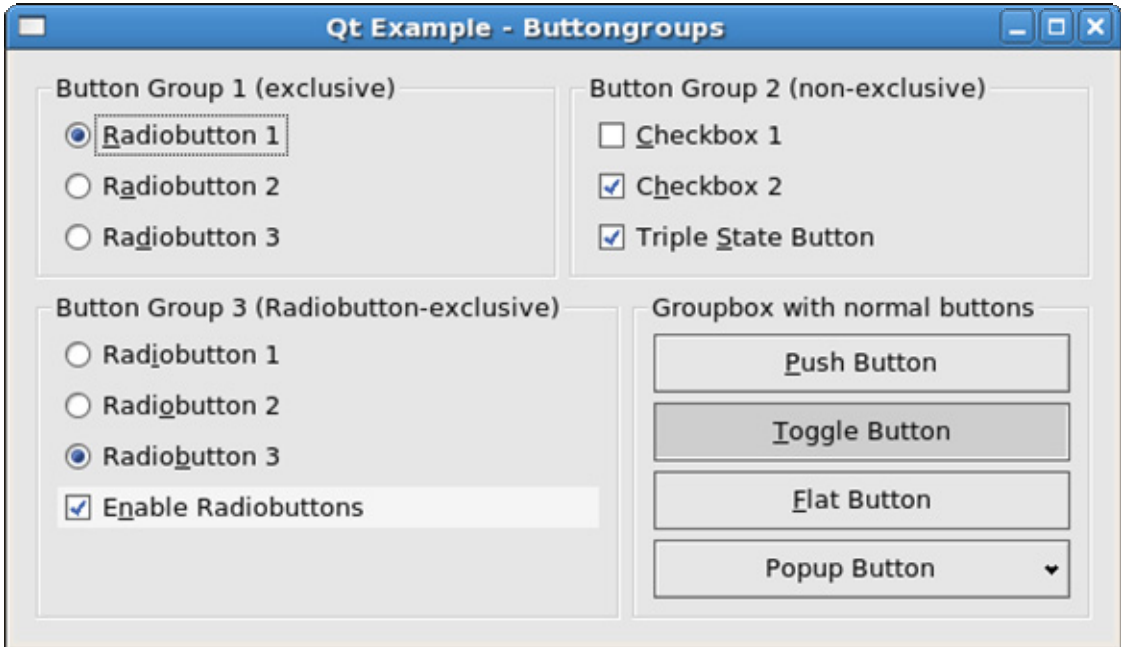 Qt Example - Buttongroups
Button Group 1 (exclusive)
Radiobutton 1
Radiobutton 2
Radiobutton 3
Button Group 2 (non-exclusive)
Checkbox 1
Checkbox 2
Triple State Button
Button Group 3 (Radiobutton-exclusive)
Radiobutton 1
Radiobutton 2
Radiobutton 3
Enable Radiobuttons
Groupbox with normal buttons
Push Button
Toggle Button
Flat Button
Popup Button